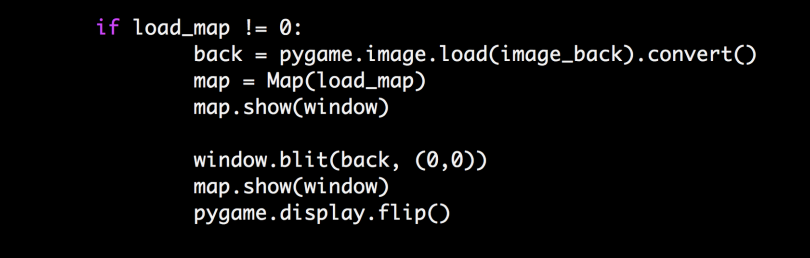 if load_map != 0:
back = pygame.image.load(image_back).convert()
map = Map(load_map)
map.show(window)
window.blit(back, (0,0))
map.show(window)
pygame.display.flip()